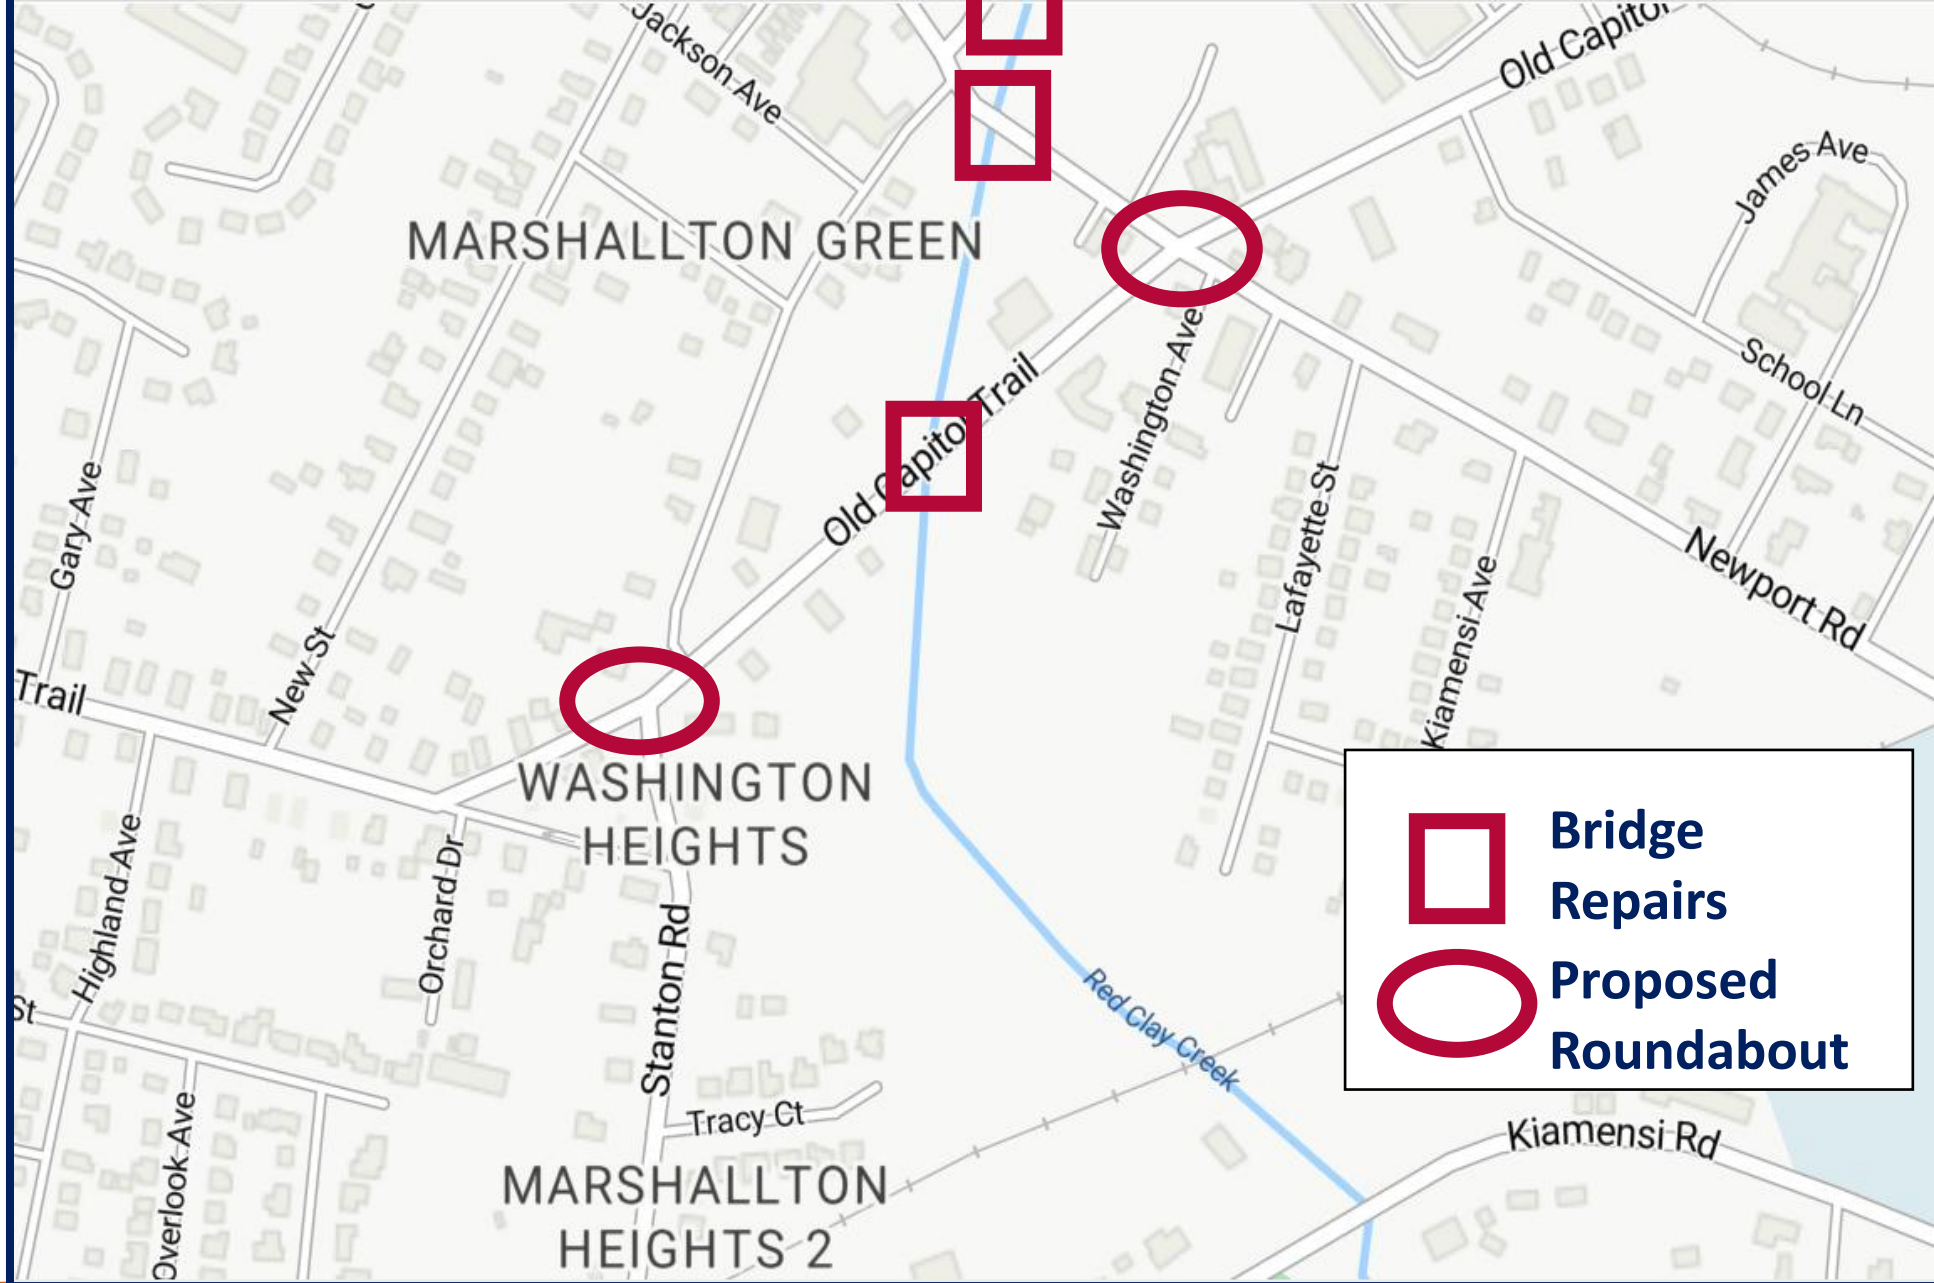 Jackson Ave
Old Capitol
James Ave
MARSHALLTON GREEN
School Ln
Washington Ave
Old Capitol Trail
Gary Ave
Lafayette St
Newport Rd
Kiamensi Ave
New St
Trail
WASHINGTON
HEIGHTS
Highland Ave
Orchard Dr
Stanton Rd
St
Red Clay Creek
Bridge
Repairs
Proposed
Roundabout
Tracy Ct
Overlook Ave
Kiamensi Rd
MARSHALLTON
HEIGHTS 2